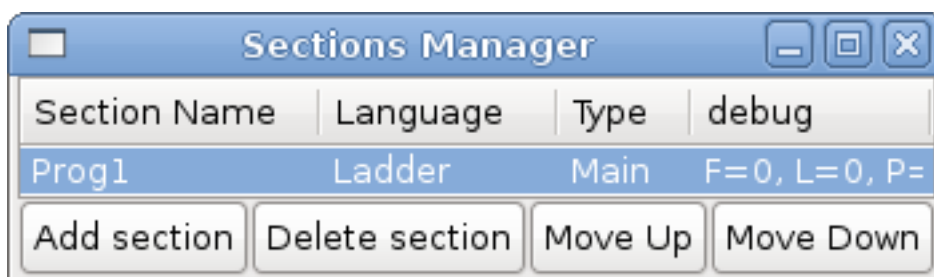 Sections Manager
Section Name Language Type debug
Prog1 Ladder Main F=0, L=0, P=
Add section Delete section Move Up Move Down